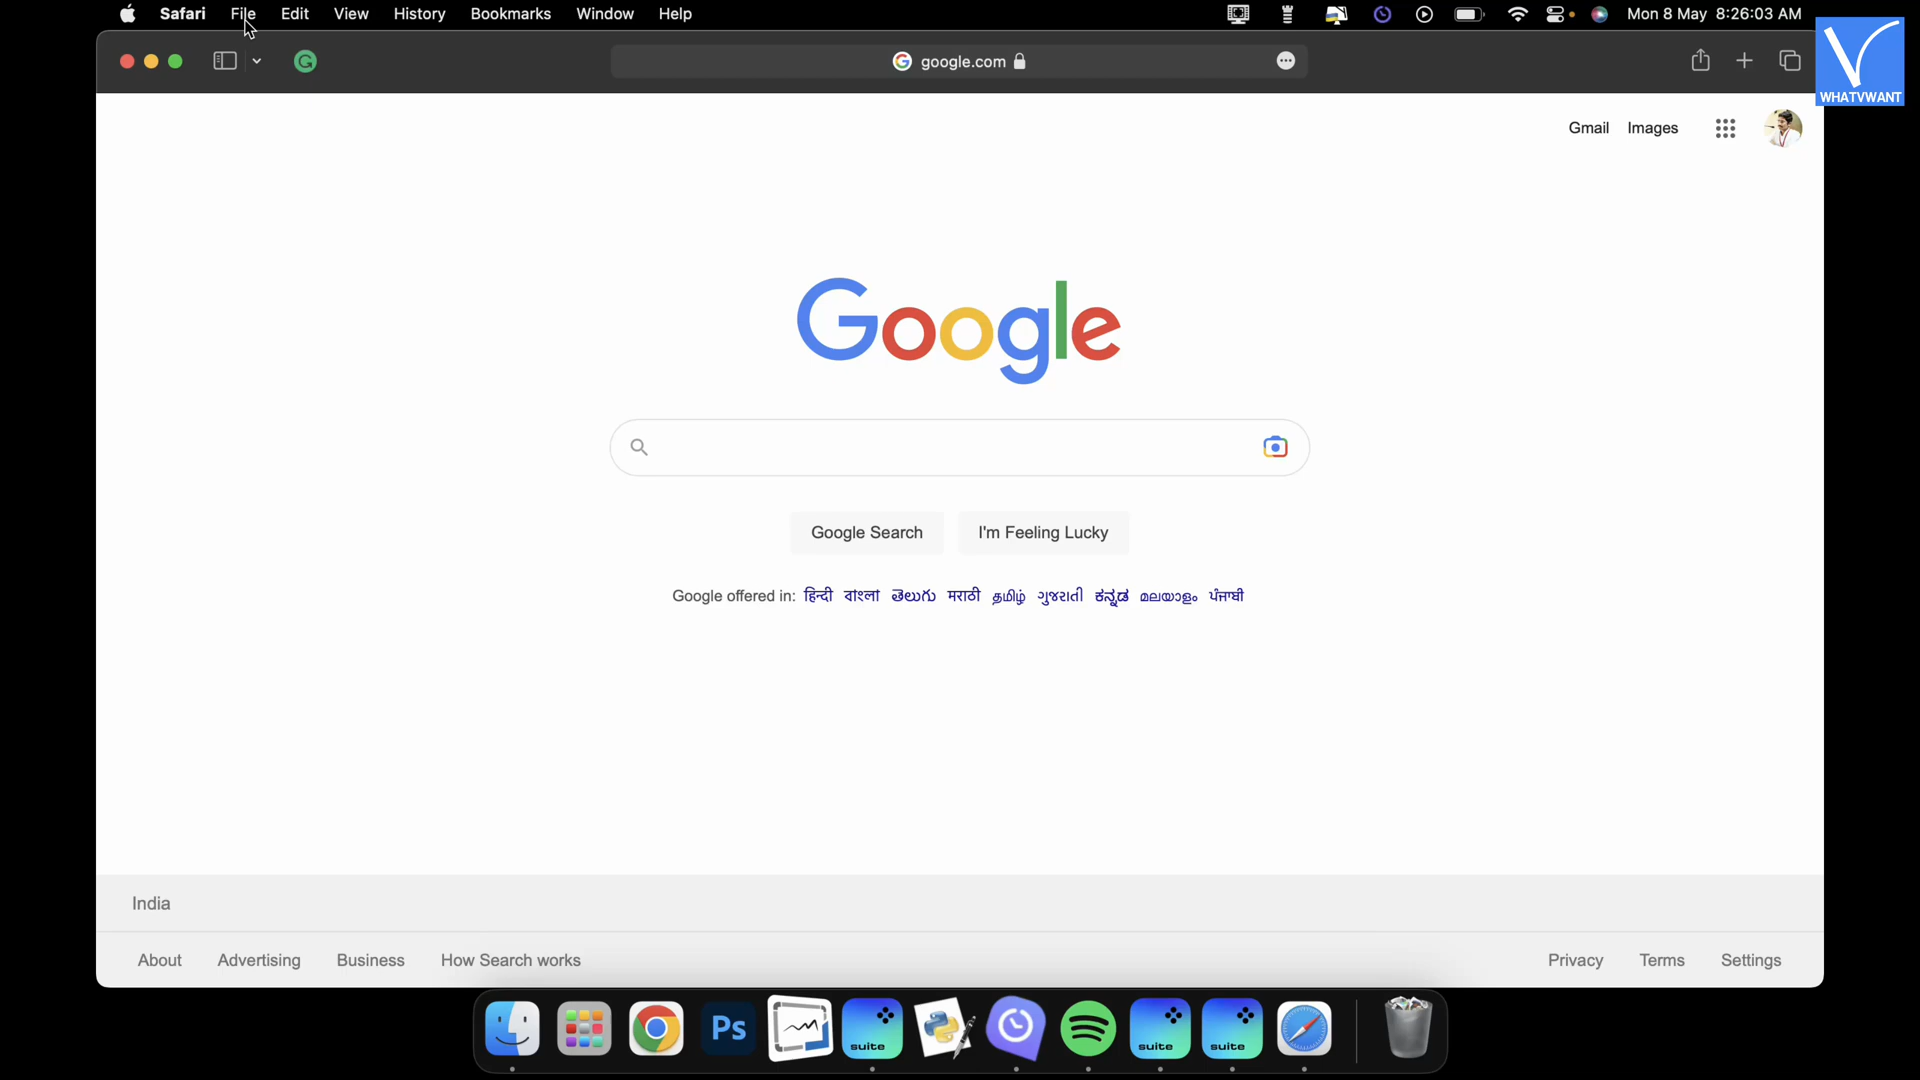 Safari File Edit View History Bookmarks Window Help Mon 8 May 8:26:03 AM
google.com
WHATVWANT
Gmail Images
Google
Google Search I'm Feeling Lucky
Google offered in: हिन्दी বাংলা తెలుగు मराठी தமிழ் ગુજરાતી ಕನ್ನಡ മലയാളം ਪੰਜਾਬੀ
India
About Advertising Business How Search works Privacy Terms Settings
Ps suite suite suite